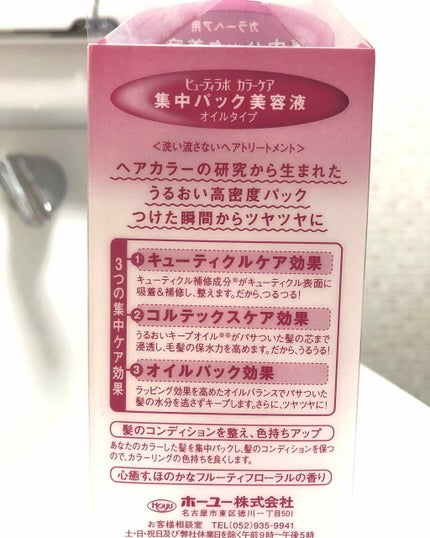 カラーヘア用
ビューティラボ カラーケア
集中パック美容液
オイルタイプ
＜洗い流さないヘアトリートメント＞
ヘアカラーの研究から生まれた
うるおい高密度パック
つけた瞬間からツヤツヤに
3つの集中ケア効果
①キューティクルケア効果
キューティクル補修成分※がキューティクル表面に
吸着&補修し、整えます。だから、つるつる!
②コルテックスケア効果
うるおいキープオイル※※がパサついた髪の芯まで
浸透し、毛髪の保水力を高めます。だから、うるうる!
③オイルパック効果
ラッピング効果を高めたオイルバランスでパサついた
髪の水分を逃さずキープします。さらに、ツヤツヤに!
髪のコンディションを整え、色持ちアップ
あなたのカラーした髪を集中パックし、髪のコンディションを保つ
ので、カラーリングの色持ちを良くします。
心癒す、ほのかなフルーティフローラルの香り
HOYU ホーユー株式会社
名古屋市東区徳川一丁目501
お客様相談室 TEL(052)935-9941
土・日・祝日及び弊社休業日を除く午前9時〜午後5時